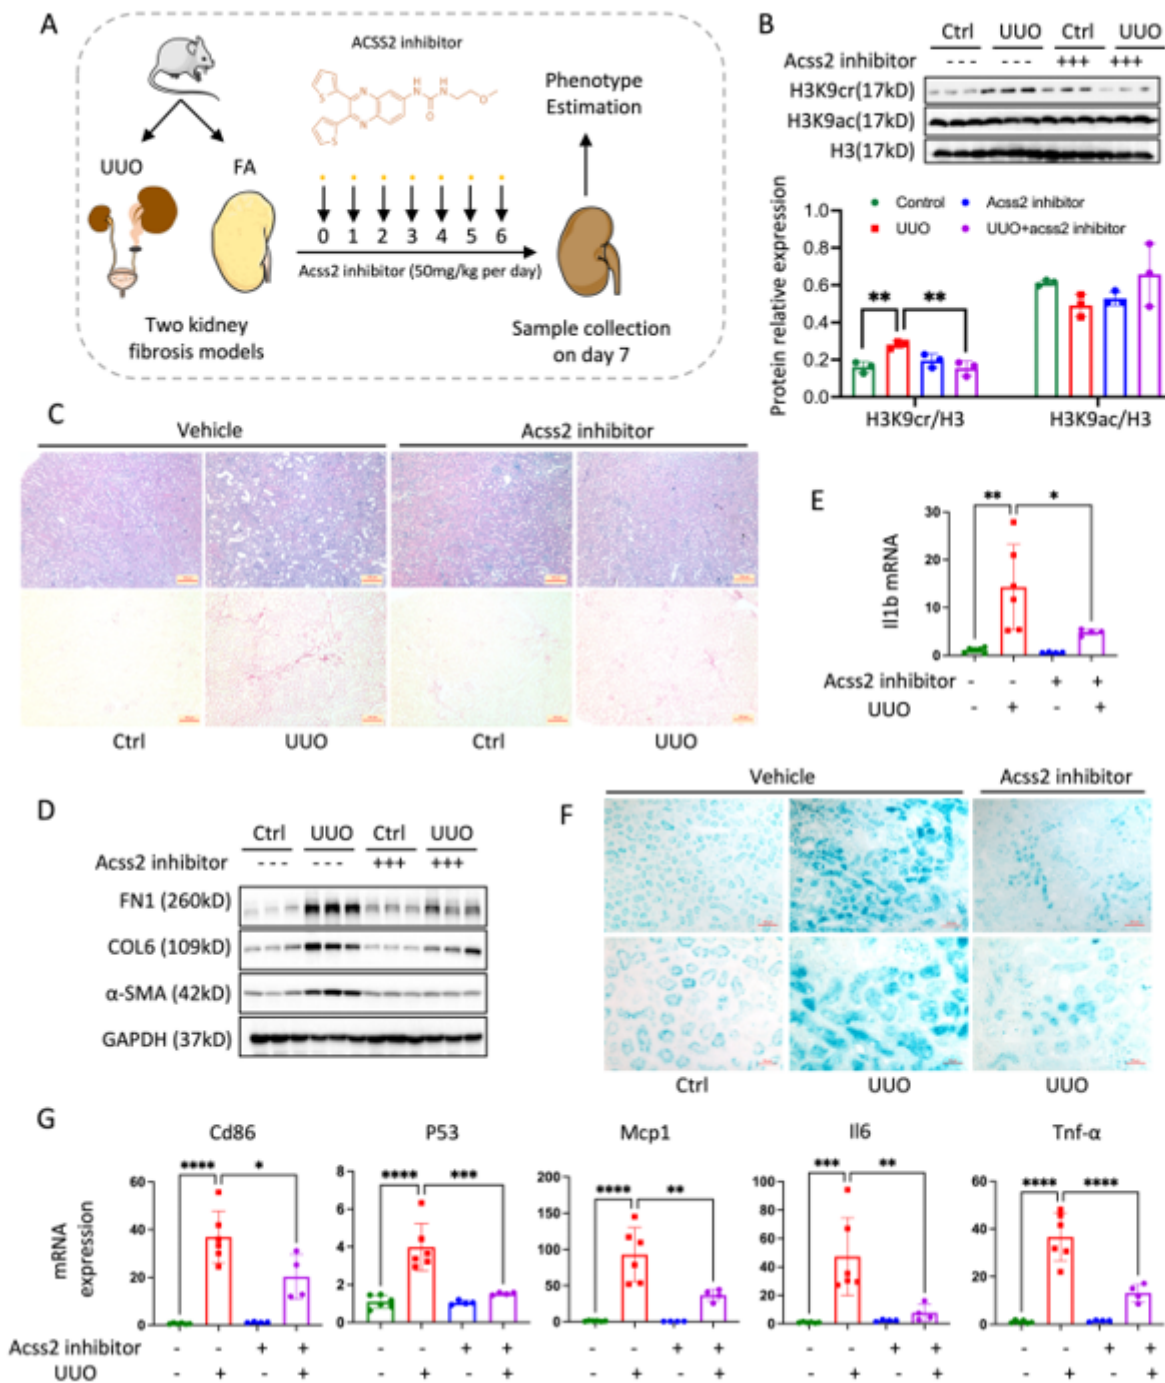 A
ACSS2 inhibitor
S
S
N
N
H
N
H
N
O
O
Phenotype
Estimation
UUO
FA
0 1 2 3 4 5 6
Acss2 inhibitor (50mg/kg per day)
Two kidney
fibrosis models
Sample collection
on day 7
B
Ctrl UUO Ctrl UUO
Acss2 inhibitor - - - +++ +++
H3K9cr(17kD)
H3K9ac(17kD)
H3(17kD)
Control Acss2 inhibitor
UUO UUO+acss2 inhibitor
Protein relative expression
1.0
0.8
0.6
0.4
0.2
0.0
** **
H3K9cr/H3 H3K9ac/H3
C
Vehicle Acss2 inhibitor
Ctrl UUO Ctrl UUO
E
** *
Il1b mRNA
30
20
10
0
Acss2 inhibitor - - + +
UUO - + - +
D
Ctrl UUO Ctrl UUO
Acss2 inhibitor - - - - - - +++ +++
FN1 (260kD)
COL6 (109kD)
α-SMA (42kD)
GAPDH (37kD)
F
Vehicle Acss2 inhibitor
Ctrl UUO UUO
G
mRNA
expression
Cd86
**** *
60
40
20
0
P53
**** ***
8
6
4
2
0
Mcp1
**** **
200
150
100
50
0
Il6
*** **
100
80
60
40
20
0
Tnf-α
**** ****
60
40
20
0
Acss2 inhibitor - - + + - - + + - - + + - - + + - - + +
UUO - + - + - + - + - + - + - + - + - + - +